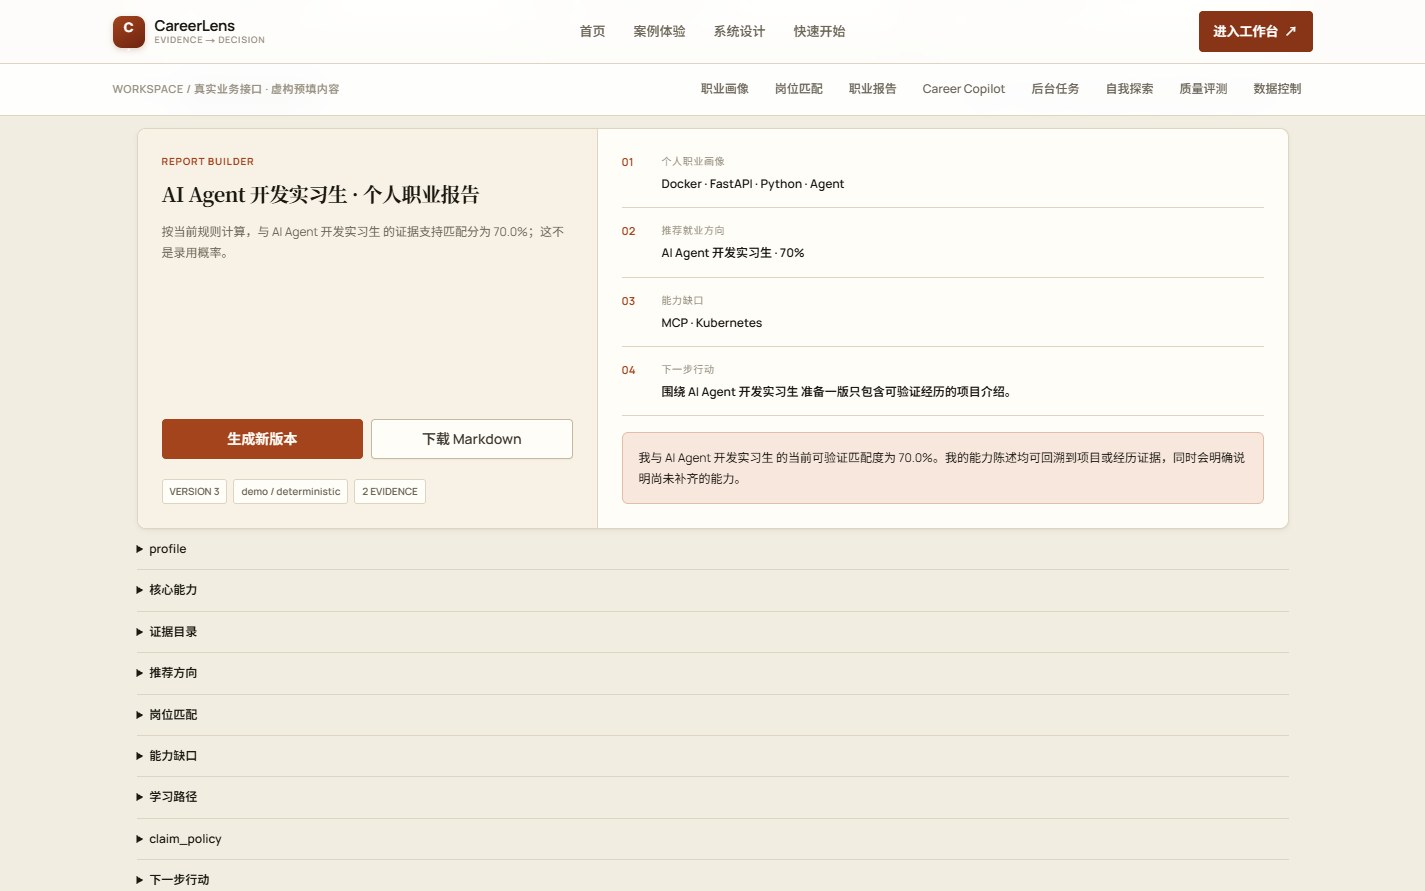 C
CareerLens
EVIDENCE → DECISION
首页 案例体验 系统设计 快速开始
进入工作台 ↗
WORKSPACE / 真实业务接口 · 虚构预填内容
职业画像 岗位匹配 职业报告 Career Copilot 后台任务 自我探索 质量评测 数据控制
REPORT BUILDER
AI Agent 开发实习生 · 个人职业报告
按当前规则计算，与 AI Agent 开发实习生 的证据支持匹配分为 70.0%；这不
是录用概率。
生成新版本 下载 Markdown
VERSION 3 demo / deterministic 2 EVIDENCE
01 个人职业画像
Docker · FastAPI · Python · Agent
02 推荐就业方向
AI Agent 开发实习生 · 70%
03 能力缺口
MCP · Kubernetes
04 下一步行动
围绕 AI Agent 开发实习生 准备一版只包含可验证经历的项目介绍。
我与 AI Agent 开发实习生 的当前可验证匹配度为 70.0%。我的能力陈述均可回溯到项目或经历证据，同时会明确说
明尚未补齐的能力。
profile
核心能力
证据目录
推荐方向
岗位匹配
能力缺口
学习路径
claim_policy
下一步行动